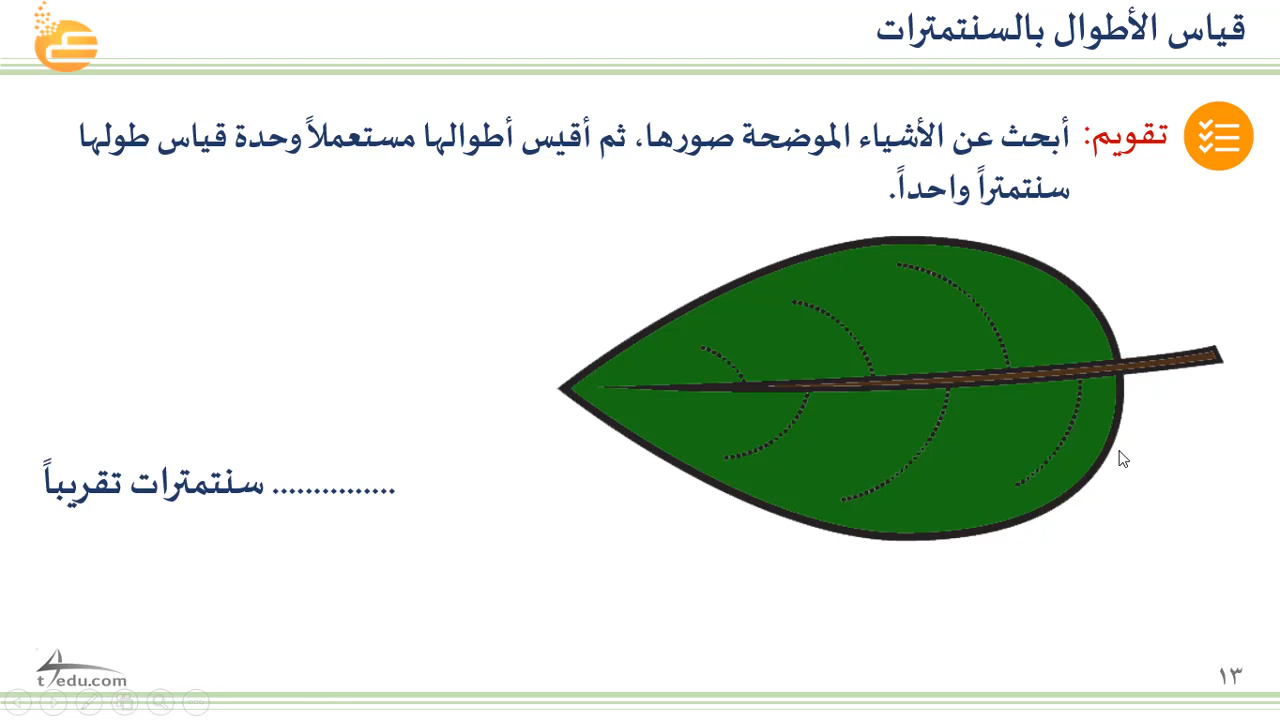 قياس الأطوال بالسنتمترات
تقويم: أبحث عن الأشياء الموضحة صورها، ثم أقيس أطوالها مستعملاً وحدة قياس طولها
سنتمتراً واحداً.
............... سنتمترات تقريباً
t4edu.com
١٣